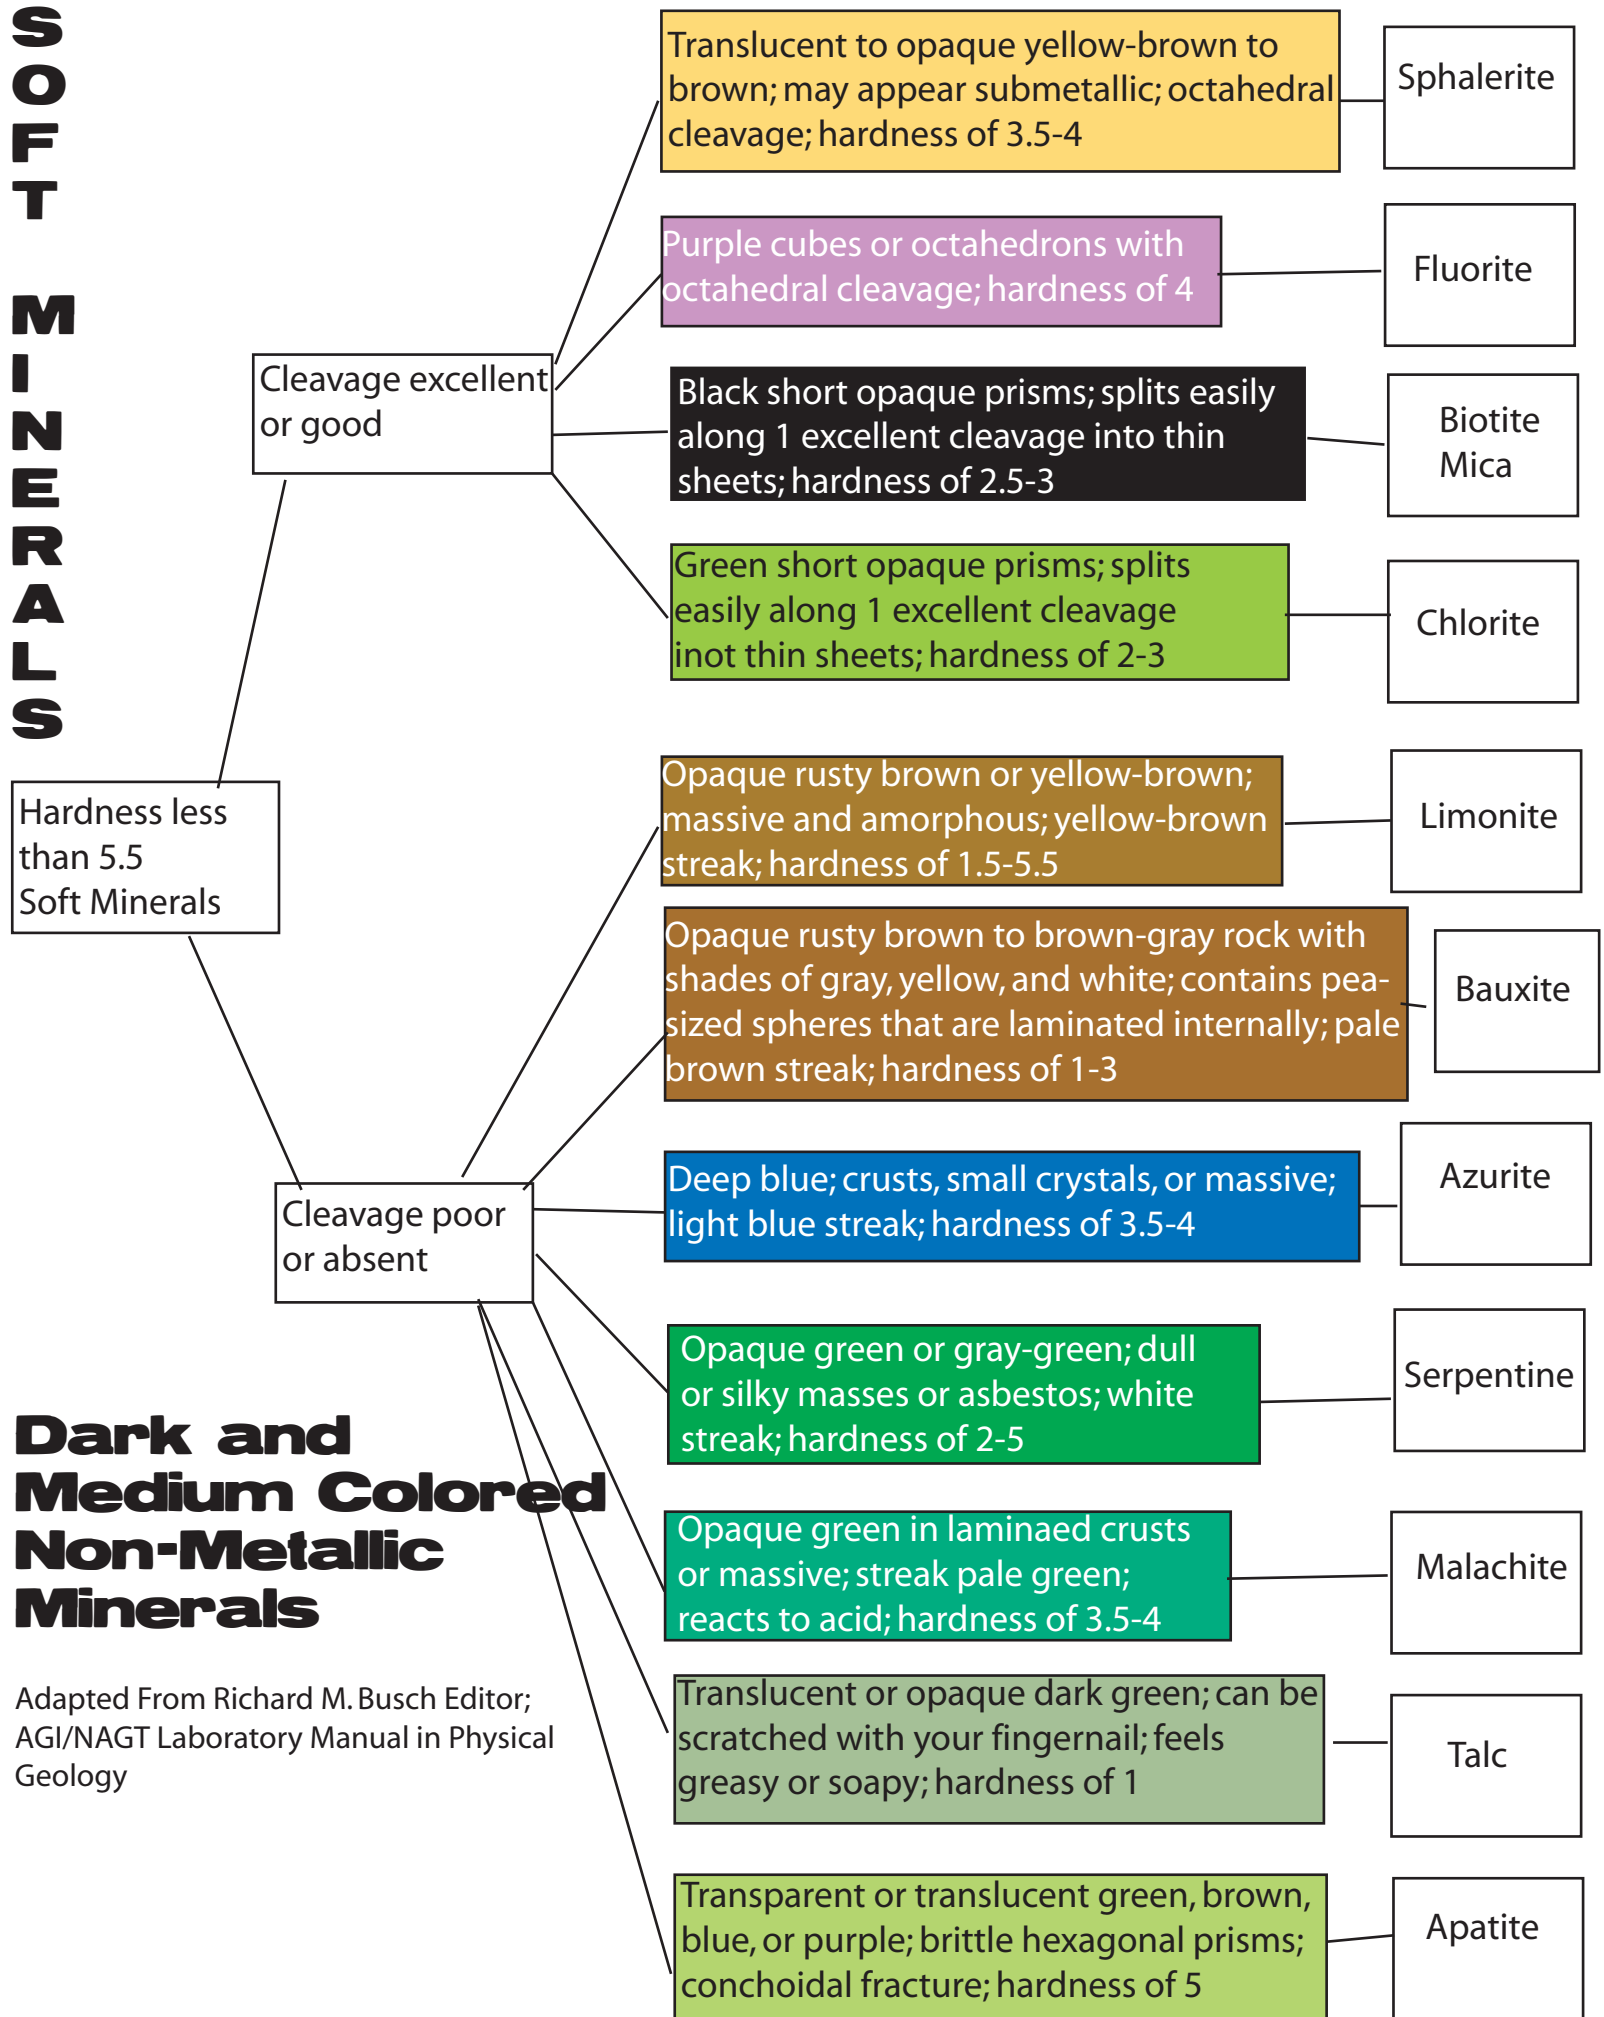 SOFT MINERALS
Translucent to opaque yellow-brown to
brown; may appear submetallic; octahedral
cleavage; hardness of 3.5-4
Sphalerite
Purple cubes or octahedrons with
octahedral cleavage; hardness of 4
Fluorite
Cleavage excellent
or good
Black short opaque prisms; splits easily
along 1 excellent cleavage into thin
sheets; hardness of 2.5-3
Biotite
Mica
Green short opaque prisms; splits
easily along 1 excellent cleavage
inot thin sheets; hardness of 2-3
Chlorite
Hardness less
than 5.5
Soft Minerals
Opaque rusty brown or yellow-brown;
massive and amorphous; yellow-brown
streak; hardness of 1.5-5.5
Limonite
Opaque rusty brown to brown-gray rock with
shades of gray, yellow, and white; contains pea-
sized spheres that are laminated internally; pale
brown streak; hardness of 1-3
Bauxite
Cleavage poor
or absent
Deep blue; crusts, small crystals, or massive;
light blue streak; hardness of 3.5-4
Azurite
Opaque green or gray-green; dull
or silky masses or asbestos; white
streak; hardness of 2-5
Serpentine
Dark and
Medium Colored
Non-Metallic
Minerals
Opaque green in laminaed crusts
or massive; streak pale green;
reacts to acid; hardness of 3.5-4
Malachite
Adapted From Richard M. Busch Editor;
AGI/NAGT Laboratory Manual in Physical
Geology
Translucent or opaque dark green; can be
scratched with your fingernail; feels
greasy or soapy; hardness of 1
Talc
Transparent or translucent green, brown,
blue, or purple; brittle hexagonal prisms;
conchoidal fracture; hardness of 5
Apatite